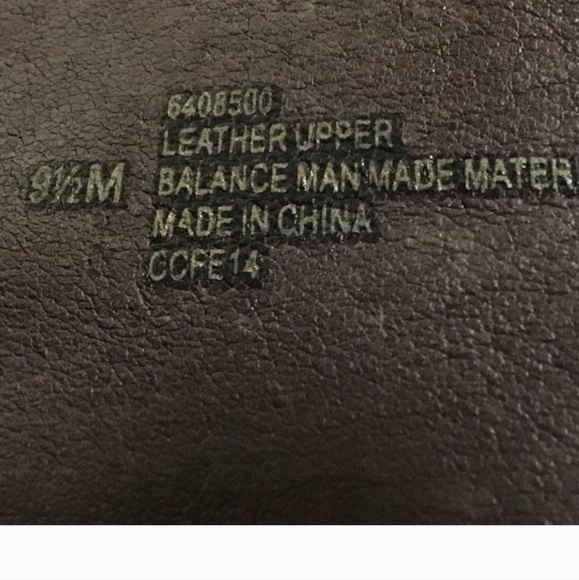 6408500
LEATHER UPPER
9½M BALANCE MAN MADE MATER
MADE IN CHINA
CCFE14